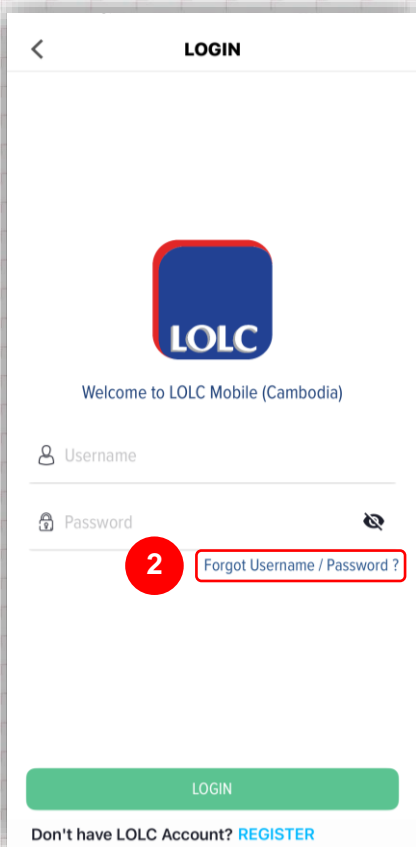 LOGIN
LOLC
Welcome to LOLC Mobile (Cambodia)
Username
Password
2
Forgot Username / Password ?
LOGIN
Don't have LOLC Account? REGISTER